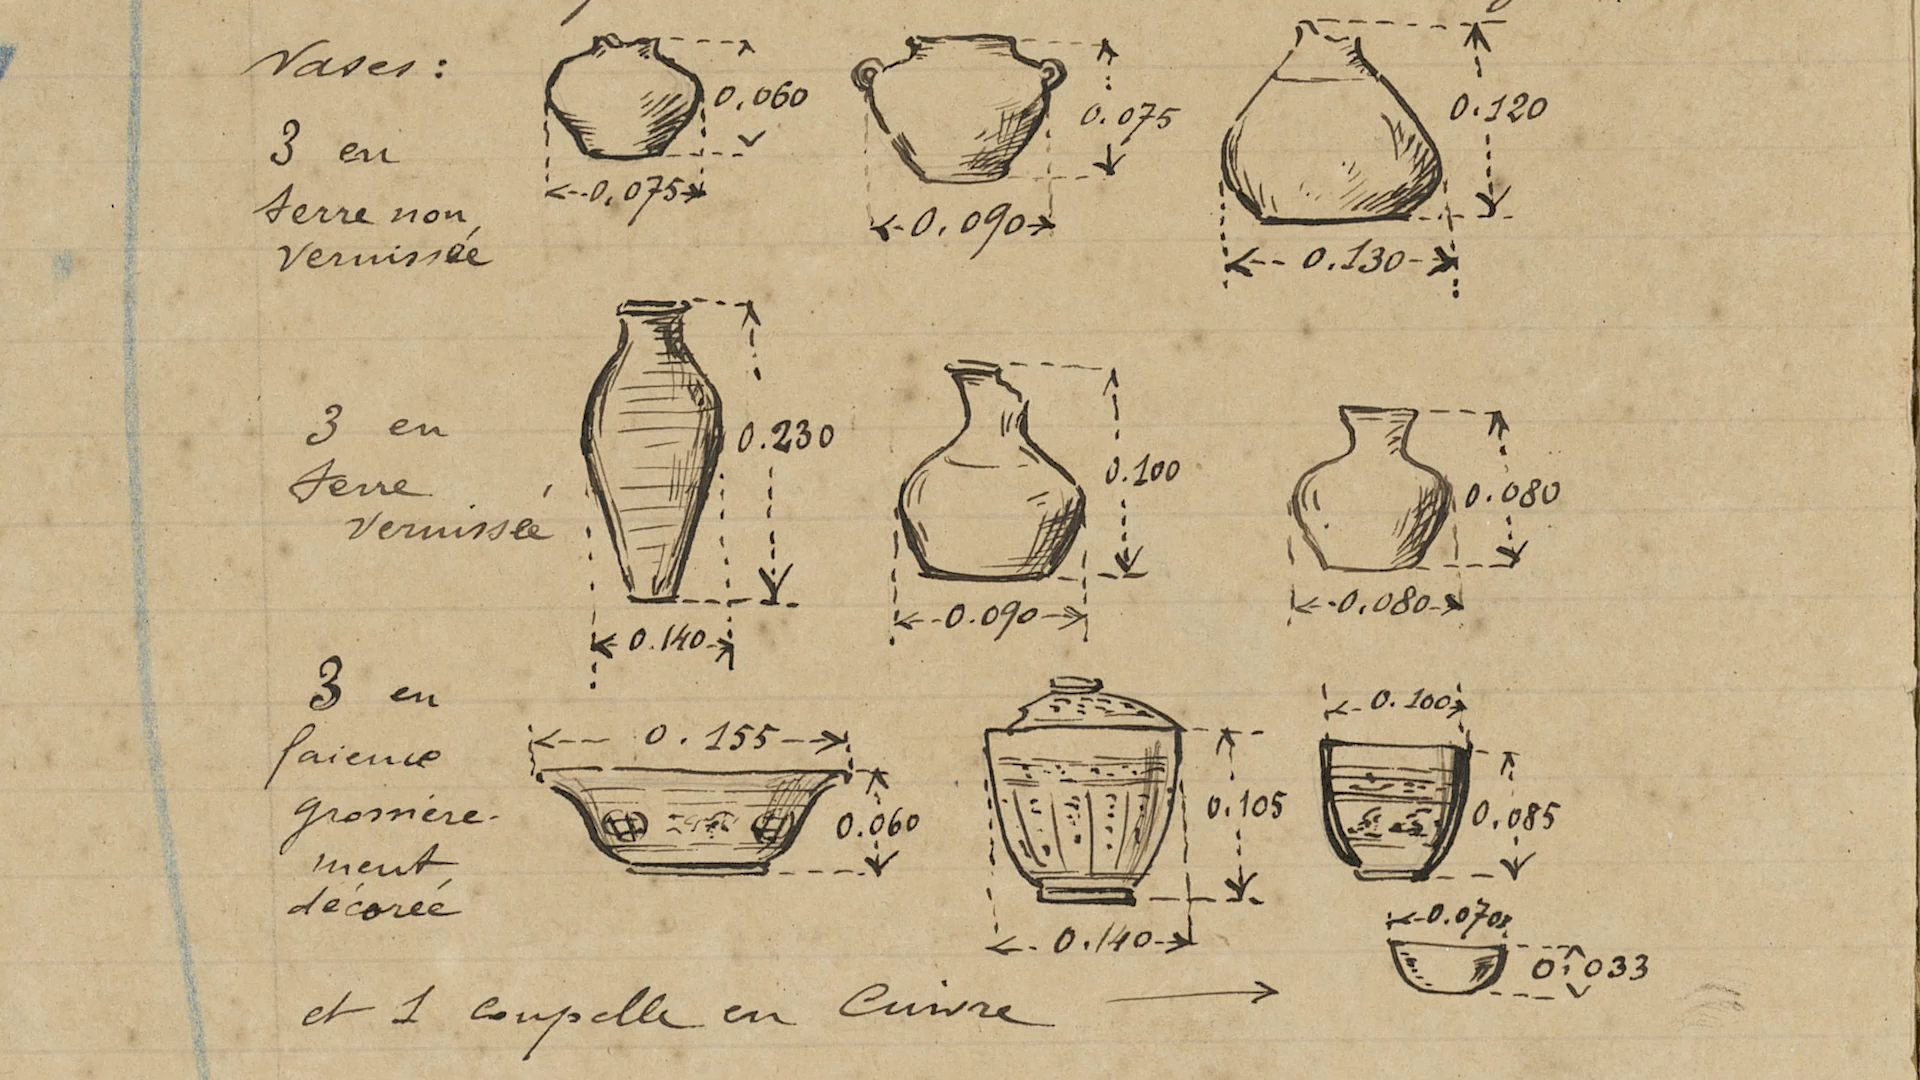 Vases :
0.060
0.075
0.120
3 en
terre non
vernissée
0.075
0.090
0.130
3 en
terre
vernissée
0.230
0.100
0.080
0.140
0.090
0.080
3 en
faience
grossière-
ment
décorée
0.155
0.060
0.105
0.140
0.100
0.085
0.070
0.033
et 1 coupelle en Cuivre